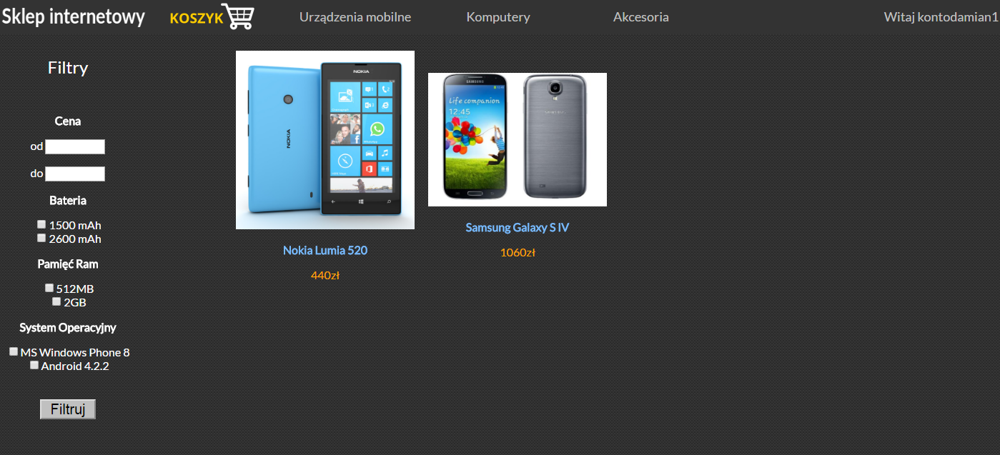 Sklep internetowy KOSZYK Urządzenia mobilne Komputery Akcesoria Witaj kontodamian1
Filtry
Cena
od
do
Bateria
1500 mAh
2600 mAh
Pamięć Ram
512MB
2GB
System Operacyjny
MS Windows Phone 8
Android 4.2.2
Filtruj
NOKIA
NOKIA
Nokia Lumia 520
440zł
SAMSUNG
Life companion
12:45
SAMSUNG
Samsung Galaxy S IV
1060zł